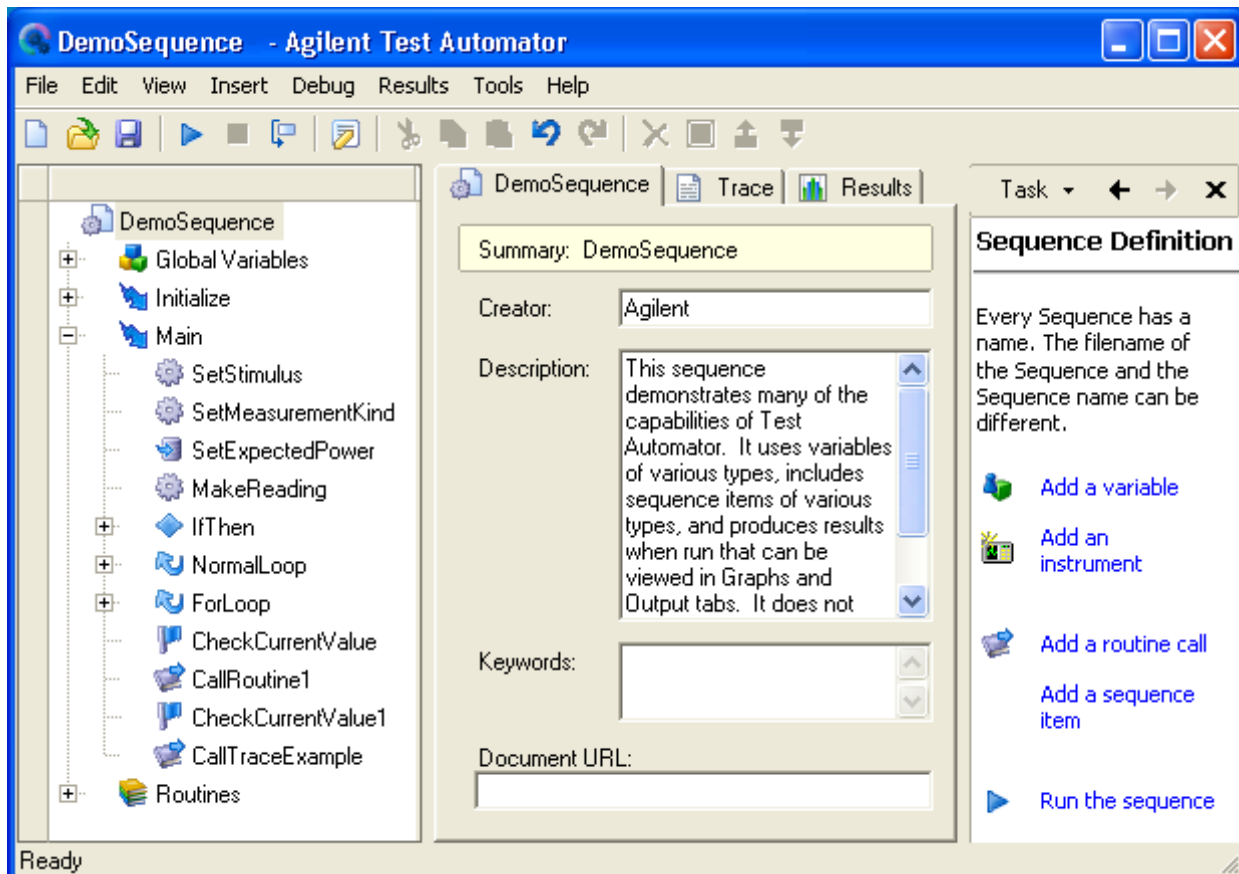 DemoSequence - Agilent Test Automator
File Edit View Insert Debug Results Tools Help
DemoSequence
Global Variables
Initialize
Main
SetStimulus
SetMeasurementKind
SetExpectedPower
MakeReading
IfThen
NormalLoop
ForLoop
CheckCurrentValue
CallRoutine1
CheckCurrentValue1
CallTraceExample
Routines
DemoSequence Trace Results
Summary: DemoSequence
Creator: Agilent
Description: This sequence
demonstrates many of the
capabilities of Test
Automator. It uses variables
of various types, includes
sequence items of various
types, and produces results
when run that can be
viewed in Graphs and
Output tabs. It does not
Keywords:
Document URL:
Task
Sequence Definition
Every Sequence has a
name. The filename of
the Sequence and the
Sequence name can be
different.
Add a variable
Add an
instrument
Add a routine call
Add a sequence
item
Run the sequence
Ready